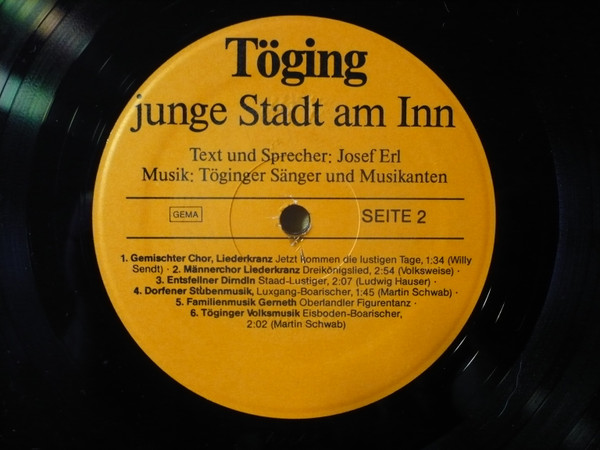 Töging
junge Stadt am Inn
Text und Sprecher: Josef Erl
Musik: Töginger Sänger und Musikanten
GEMA
SEITE 2
1. Gemischter Chor, Liederkranz Jetzt kommen die lustigen Tage, 1:34 (Willy
Sendt) · 2. Männerchor Liederkranz Dreikönigslied, 2:54 (Volksweise) ·
3. Entsfellner Dirndln Staad-Lustiger, 2:07 (Ludwig Hauser) ·
4. Dorfener Stubenmusik, Luxgang-Boarischer, 1:45 (Martin Schwab) ·
5. Familienmusik Gerneth Oberlandler Figurentanz ·
6. Töginger Volksmusik Eisboden-Boarischer,
2:02 (Martin Schwab)